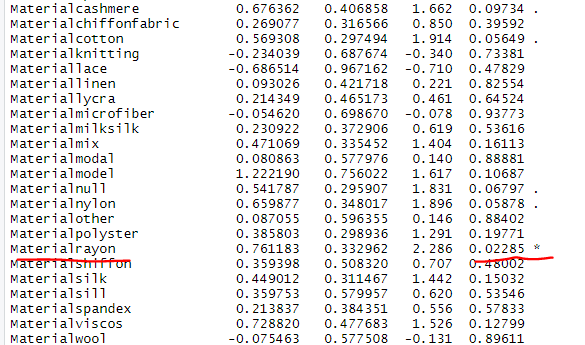 Materialcashmere 0.676362 0.406858 1.662 0.09734 .
Materialchiffonfabric 0.269077 0.316566 0.850 0.39592
Materialcotton 0.569308 0.297494 1.914 0.05649 .
Materialknitting -0.234039 0.687674 -0.340 0.73381
Materiallace -0.686514 0.967162 -0.710 0.47829
Materiallinen 0.093026 0.421718 0.221 0.82554
Materiallycra 0.214349 0.465173 0.461 0.64524
Materialmicrofiber -0.054620 0.698670 -0.078 0.93773
Materialmilksilk 0.230922 0.372906 0.619 0.53616
Materialmix 0.471069 0.335452 1.404 0.16113
Materialmodal 0.080863 0.577976 0.140 0.88881
Materialmodel 1.222190 0.756022 1.617 0.10687
Materialnull 0.541787 0.295907 1.831 0.06797 .
Materialnylon 0.659877 0.348017 1.896 0.05878 .
Materialother 0.087055 0.596355 0.146 0.88402
Materialpolyster 0.385803 0.298936 1.291 0.19771
Materialrayon 0.761183 0.332962 2.286 0.02285 *
Materialshiffon 0.359398 0.508320 0.707 0.48002
Materialsilk 0.449012 0.311467 1.442 0.15032
Materialsill 0.359753 0.579957 0.620 0.53546
Materialspandex 0.213837 0.384351 0.556 0.57833
Materialviscos 0.728820 0.477683 1.526 0.12799
Materialwool -0.075463 0.577508 -0.131 0.89611